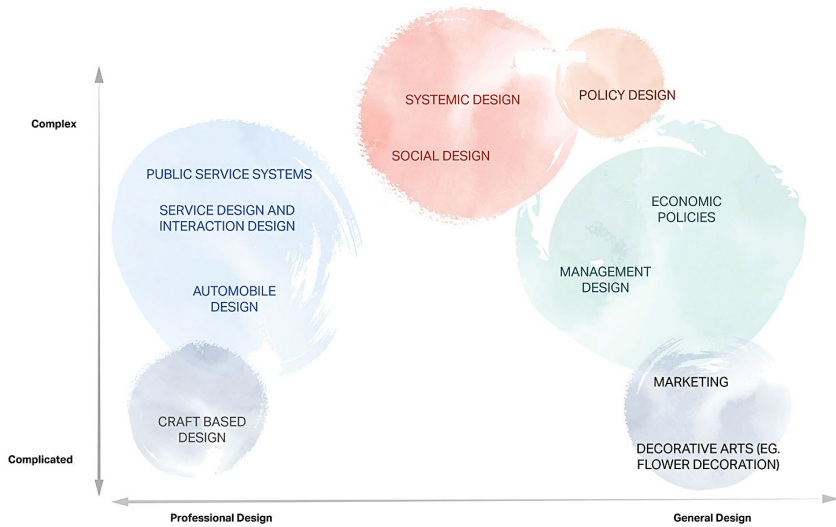 SYSTEMIC DESIGN
POLICY DESIGN
SOCIAL DESIGN
Complex
PUBLIC SERVICE SYSTEMS
SERVICE DESIGN AND
INTERACTION DESIGN
AUTOMOBILE
DESIGN
ECONOMIC
POLICIES
MANAGEMENT
DESIGN
CRAFT BASED
DESIGN
MARKETING
DECORATIVE ARTS (EG.
FLOWER DECORATION)
Complicated
Professional Design
General Design